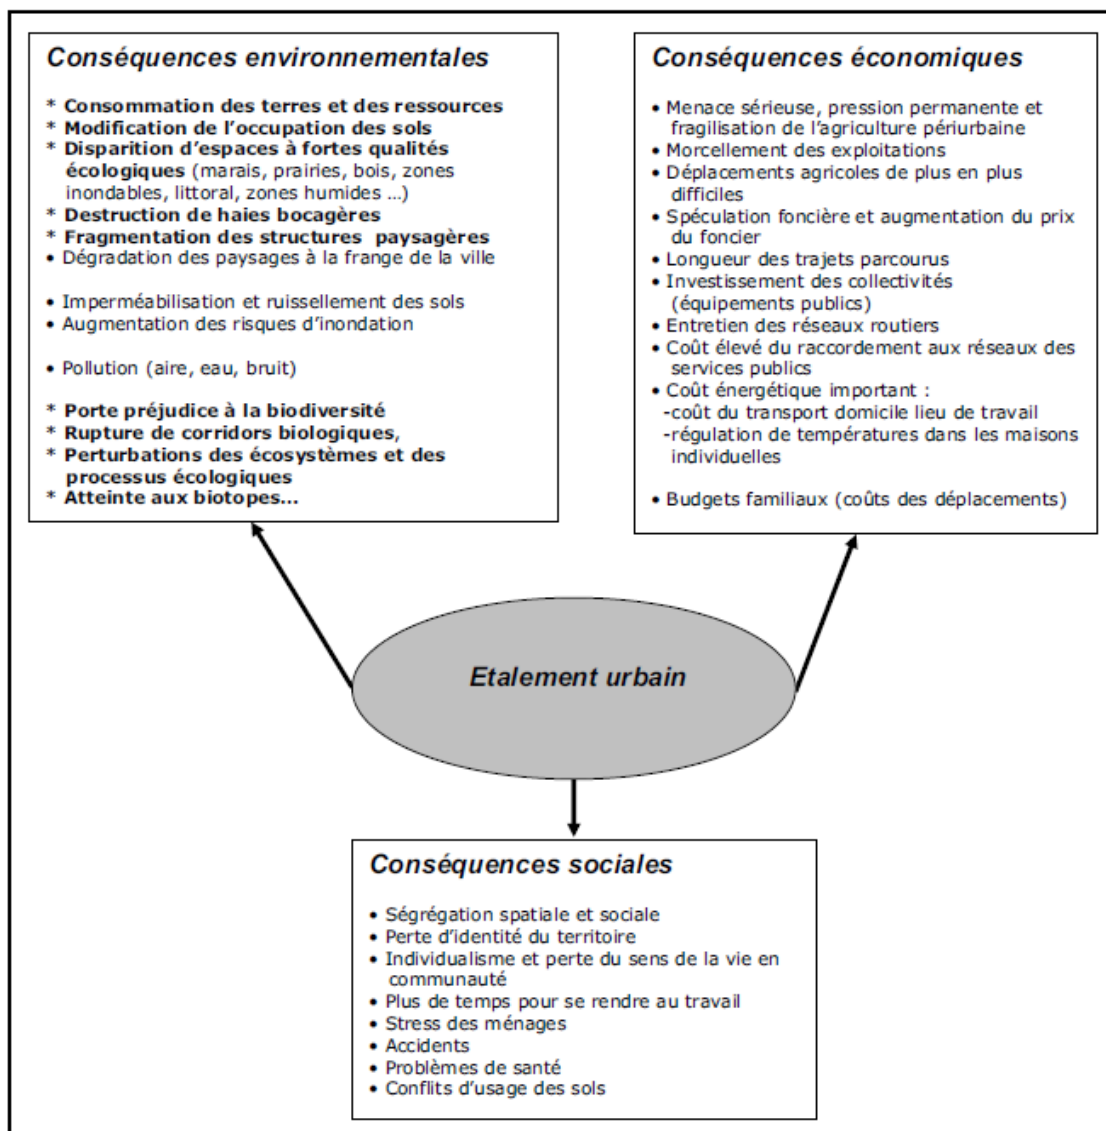 Conséquences environnementales
* Consommation des terres et des ressources
* Modification de l'occupation des sols
* Disparition d'espaces à fortes qualités
écologiques (marais, prairies, bois, zones
inondables, littoral, zones humides ...)
* Destruction de haies bocagères
* Fragmentation des structures paysagères
• Dégradation des paysages à la frange de la ville
• Imperméabilisation et ruissellement des sols
• Augmentation des risques d'inondation
• Pollution (aire, eau, bruit)
* Porte préjudice à la biodiversité
* Rupture de corridors biologiques,
* Perturbations des écosystèmes et des
processus écologiques
* Atteinte aux biotopes...
Conséquences économiques
• Menace sérieuse, pression permanente et
fragilisation de l'agriculture périurbaine
• Morcellement des exploitations
• Déplacements agricoles de plus en plus
difficiles
• Spéculation foncière et augmentation du prix
du foncier
• Longueur des trajets parcourus
• Investissement des collectivités
(équipements publics)
• Entretien des réseaux routiers
• Coût élevé du raccordement aux réseaux des
services publics
• Coût énergétique important :
-coût du transport domicile lieu de travail
-régulation de températures dans les maisons
individuelles
• Budgets familiaux (coûts des déplacements)
Etalement urbain
Conséquences sociales
• Ségrégation spatiale et sociale
• Perte d'identité du territoire
• Individualisme et perte du sens de la vie en
communauté
• Plus de temps pour se rendre au travail
• Stress des ménages
• Accidents
• Problèmes de santé
• Conflits d'usage des sols